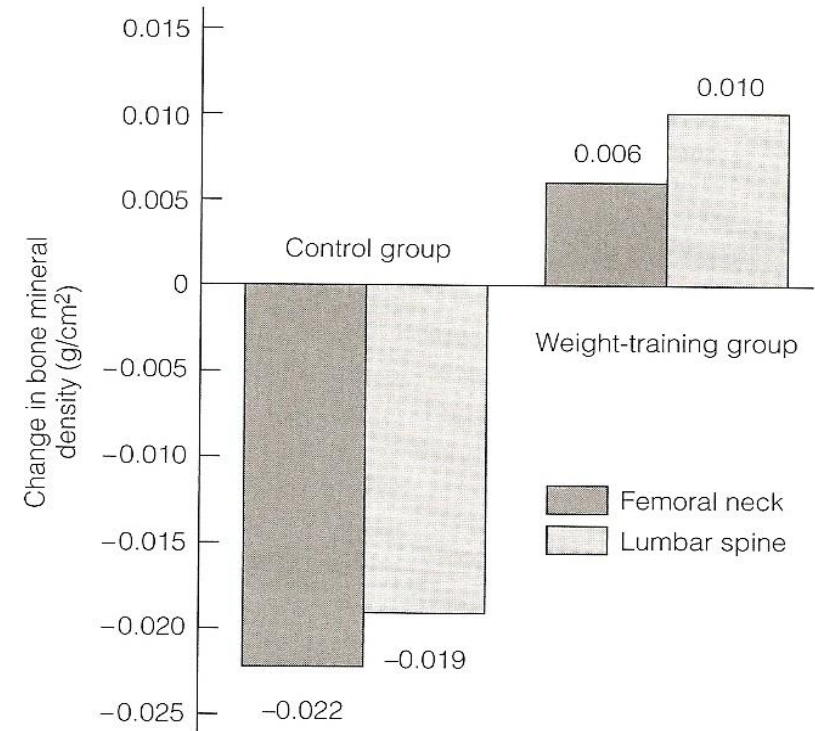 0.015
0.010
0.005
0
−0.005
−0.010
−0.015
−0.020
−0.025
Change in bone mineral
density (g/cm²)
Control group
−0.022
−0.019
0.006
0.010
Weight-training group
Femoral neck
Lumbar spine